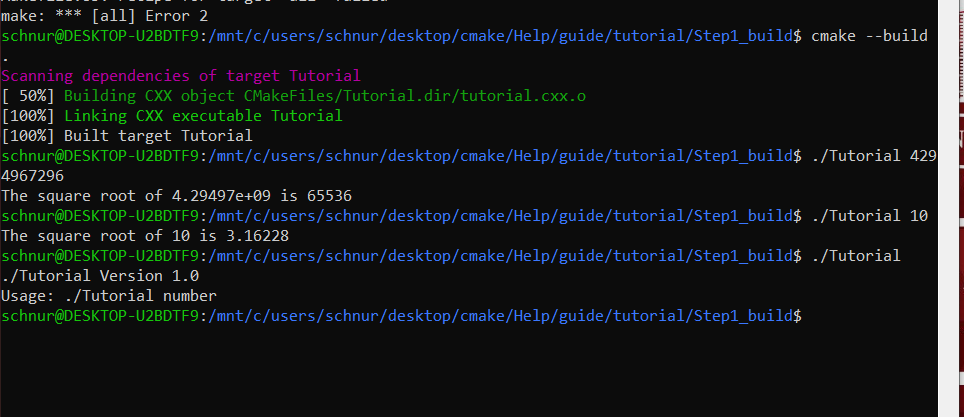 make: *** [all] Error 2
schnur@DESKTOP-U2BDTF9:/mnt/c/users/schnur/desktop/cmake/Help/guide/tutorial/Step1_build$ cmake --build
.
Scanning dependencies of target Tutorial
[ 50%] Building CXX object CMakeFiles/Tutorial.dir/tutorial.cxx.o
[100%] Linking CXX executable Tutorial
[100%] Built target Tutorial
schnur@DESKTOP-U2BDTF9:/mnt/c/users/schnur/desktop/cmake/Help/guide/tutorial/Step1_build$ ./Tutorial 429
4967296
The square root of 4.29497e+09 is 65536
schnur@DESKTOP-U2BDTF9:/mnt/c/users/schnur/desktop/cmake/Help/guide/tutorial/Step1_build$ ./Tutorial 10
The square root of 10 is 3.16228
schnur@DESKTOP-U2BDTF9:/mnt/c/users/schnur/desktop/cmake/Help/guide/tutorial/Step1_build$ ./Tutorial
./Tutorial Version 1.0
Usage: ./Tutorial number
schnur@DESKTOP-U2BDTF9:/mnt/c/users/schnur/desktop/cmake/Help/guide/tutorial/Step1_build$